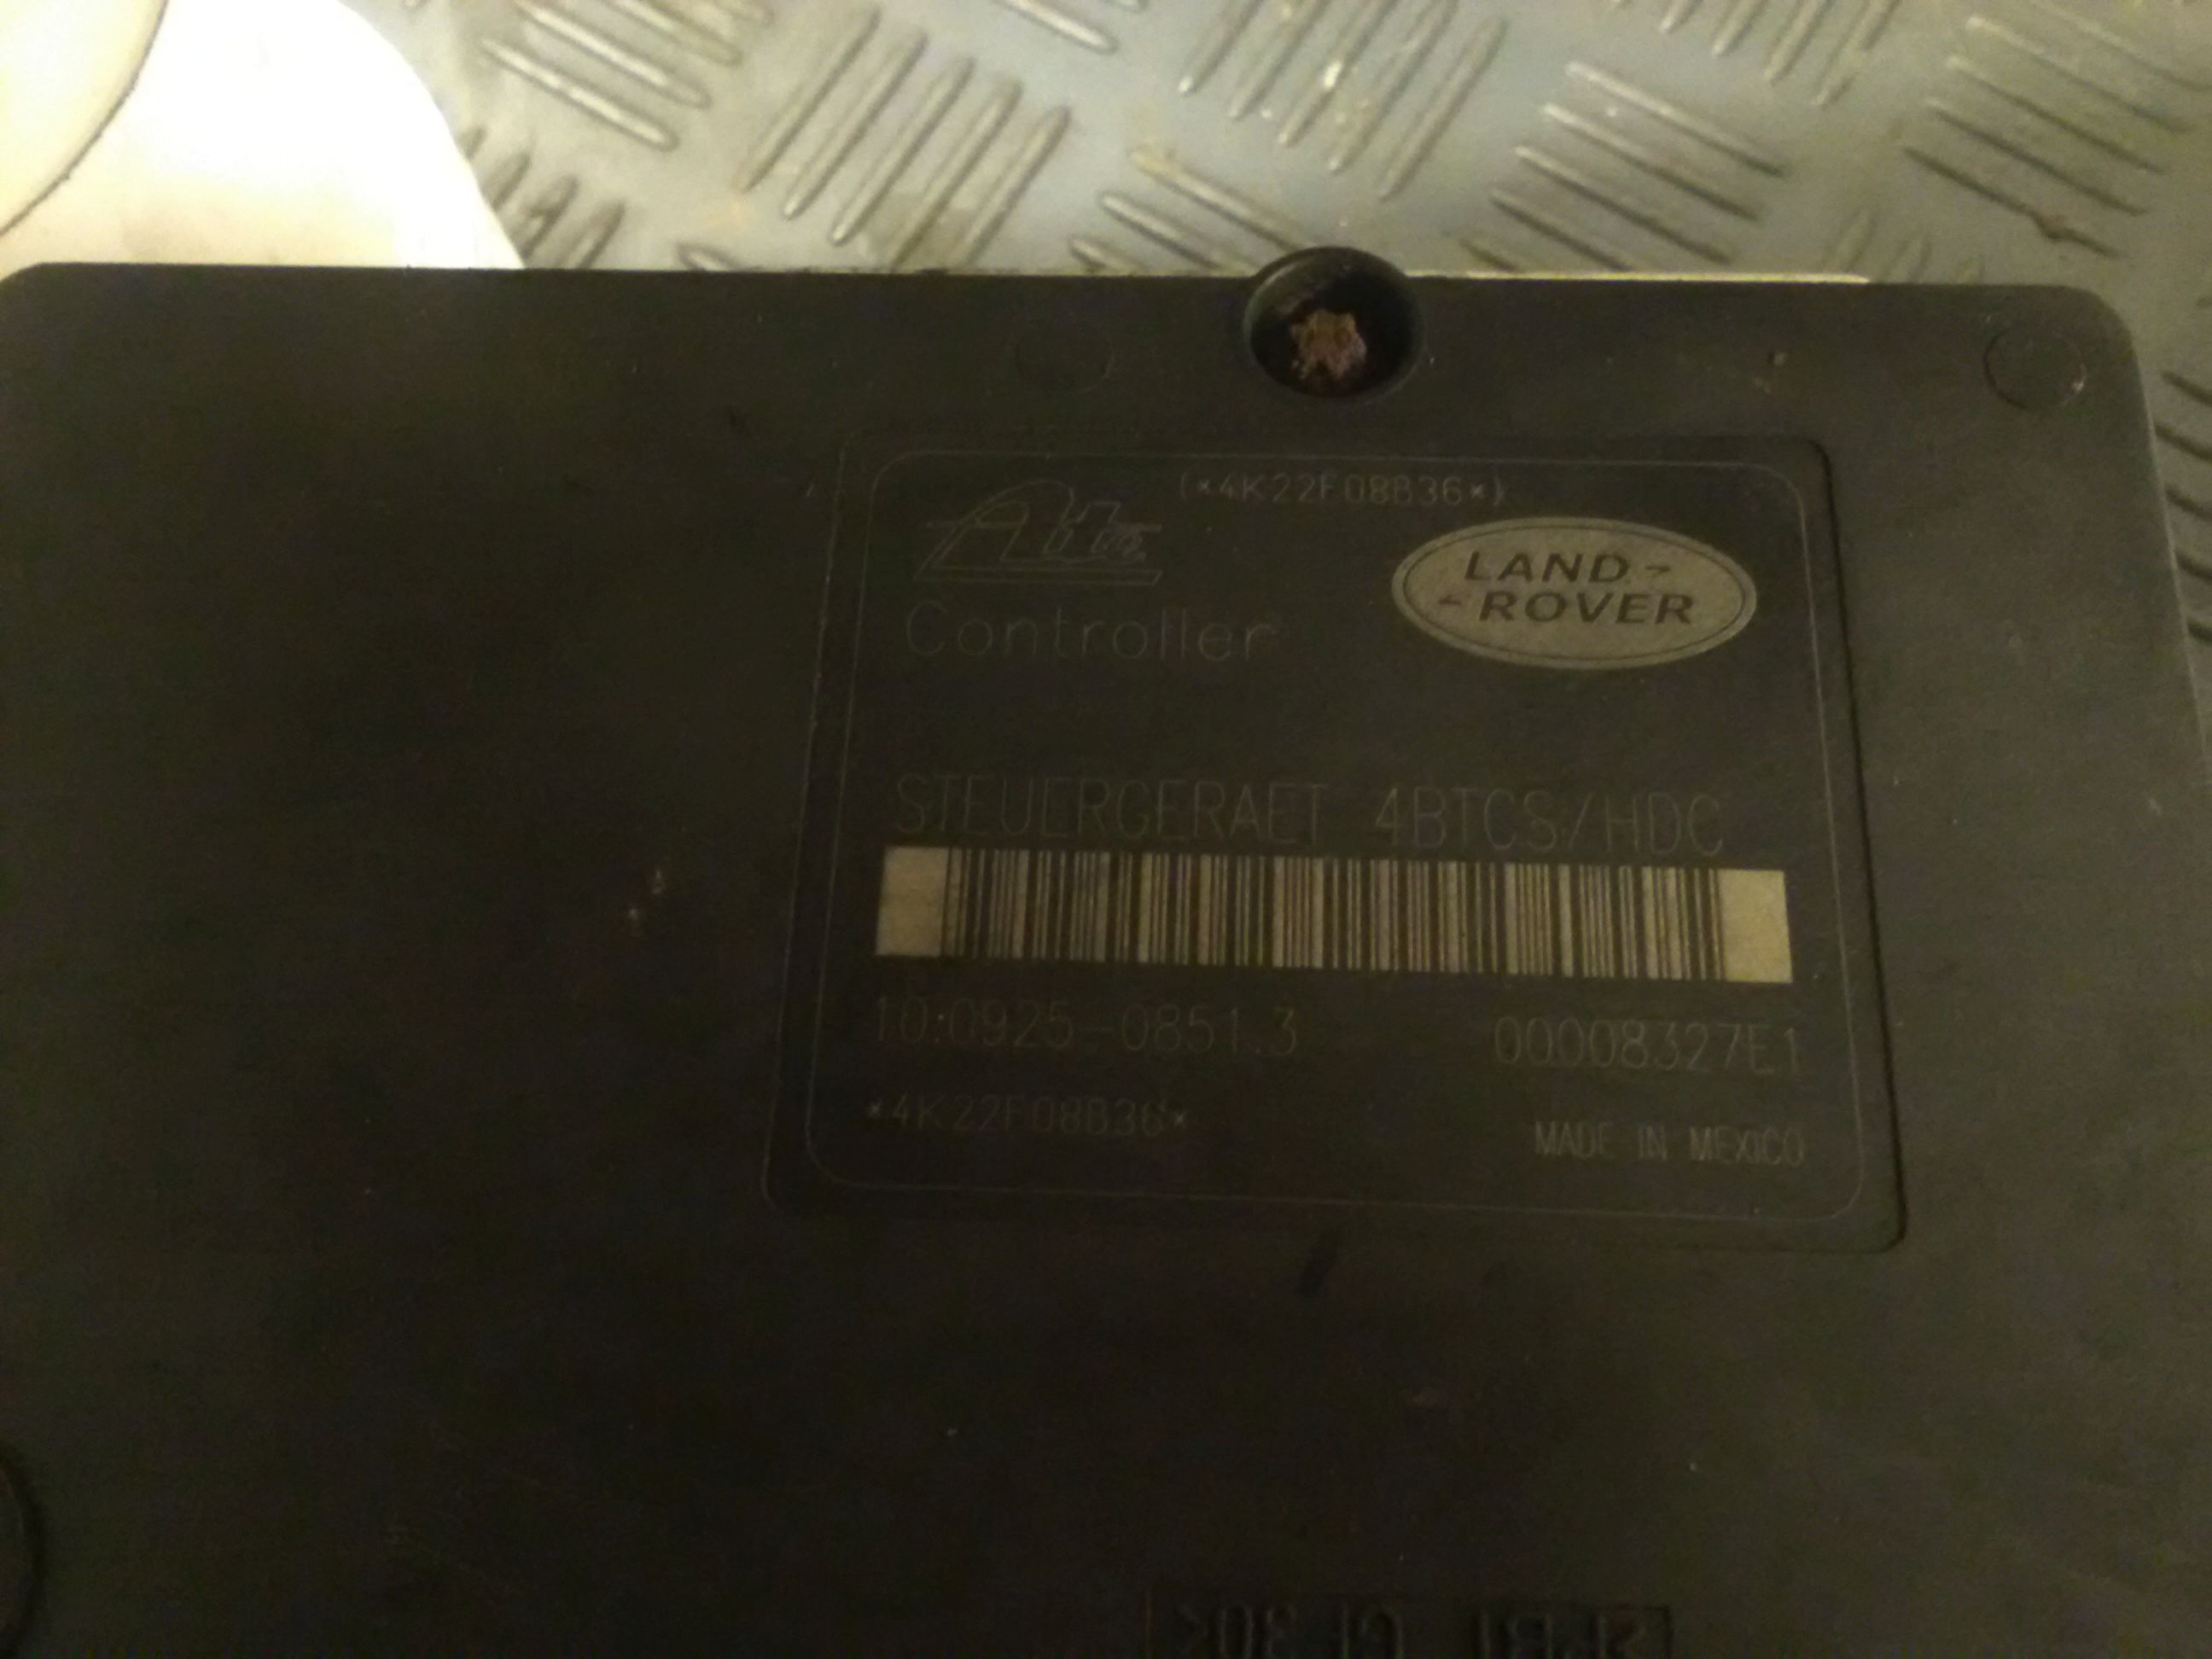 (*4K22F08B36*)
Ate
LAND
ROVER
Controller
STEUERGERAET 4BTCS/HDC
10.0925-0851.3 00008327E1
*4K22F08B36*
MADE IN MEXICO